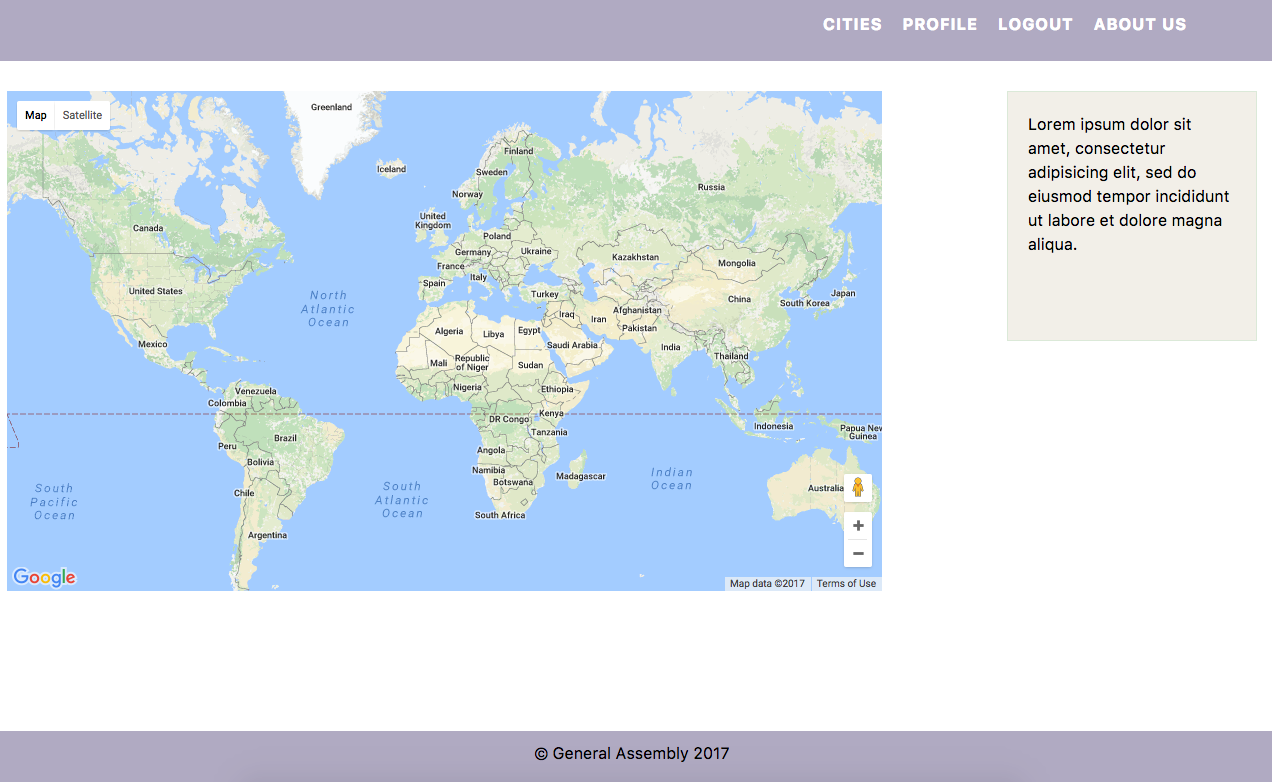 CITIES PROFILE LOGOUT ABOUT US
Map Satellite
Greenland
Iceland
Finland
Sweden
Norway
Russia
United
Kingdom
Canada
Poland
Germany
Ukraine
France
Kazakhstan
Mongolia
Spain
Italy
United States
Turkey
China
South Korea
Japan
North
Atlantic
Ocean
Iraq
Iran
Afghanistan
Pakistan
Algeria
Libya
Egypt
Mexico
Saudi Arabia
India
Thailand
Mali
Republic
of Niger
Sudan
Nigeria
Ethiopia
Venezuela
Colombia
DR Congo
Kenya
Tanzania
Indonesia
Papua New
Guinea
Brazil
Peru
Angola
Bolivia
Namibia
Botswana
Madagascar
Indian
Ocean
Australia
South
Pacific
Ocean
Chile
South
Atlantic
Ocean
South Africa
Argentina
Google
Map data ©2017 Terms of Use
Lorem ipsum dolor sit
amet, consectetur
adipisicing elit, sed do
eiusmod tempor incididunt
ut labore et dolore magna
aliqua.
© General Assembly 2017